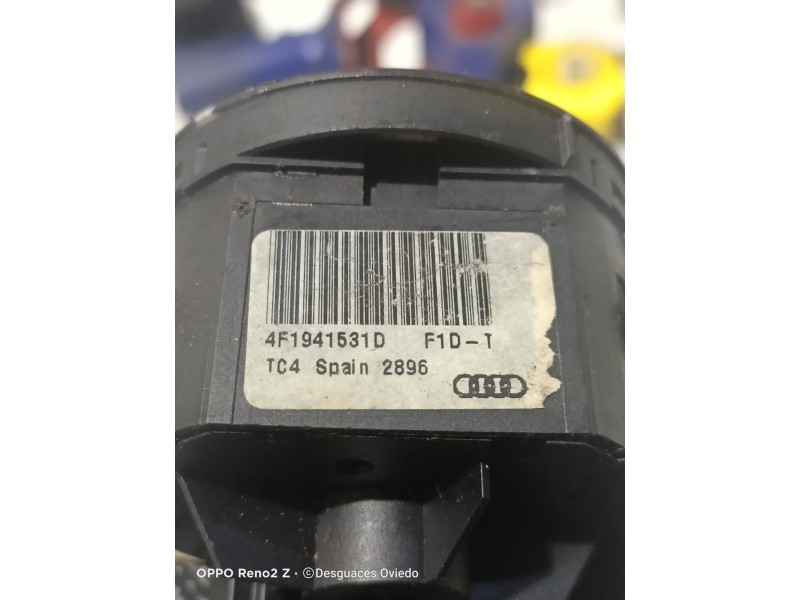 4F1941531D F1D-T
TC4 Spain 2896
OPPO Reno2 Z · ©Desguaces Oviedo